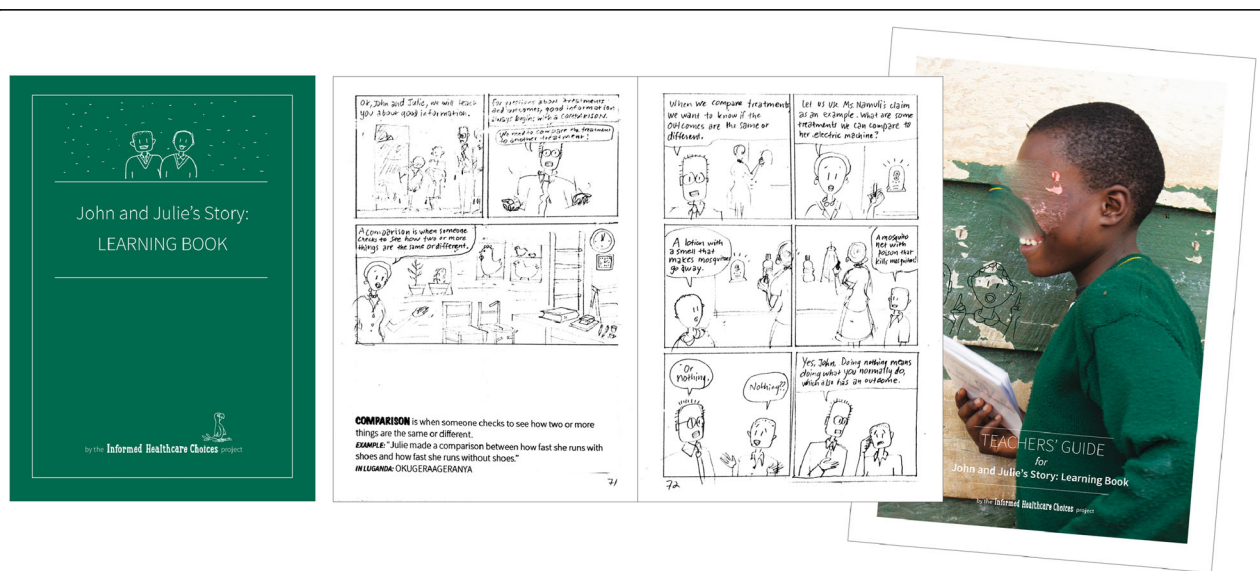 John and Julie's Story:
LEARNING BOOK
by the Informed Healthcare Choices project
Ok, John and Julie, we will teach
you about good information.
For questions about treatments
and outcomes, good information
always begins with a COMPARISON.
We need to compare the treatment
to another treatment!
A comparison is when someone
checks to see how two or more
things are the same or different.
COMPARISON is when someone checks to see how two or more
things are the same or different.
EXAMPLE: "Julie made a comparison between how fast she runs with
shoes and how fast she runs without shoes."
IN LUGANDA: OKUGERAAGERANYA
71
When we compare treatments
we want to know if the
outcomes are the same or
different.
Let us use Ms. Namuli's claim
as an example. What are some
treatments we can compare to
her electric machine?
A lotion with
a smell that
makes mosquitoes
go away.
A mosquito
net with
poison that
kills mosquitoes!
Or
nothing.
Nothing??
Yes, John. Doing nothing means
doing what you normally do,
which also has an outcome.
72
TEACHERS' GUIDE
for
John and Julie's Story: Learning Book
by the Informed Healthcare Choices project